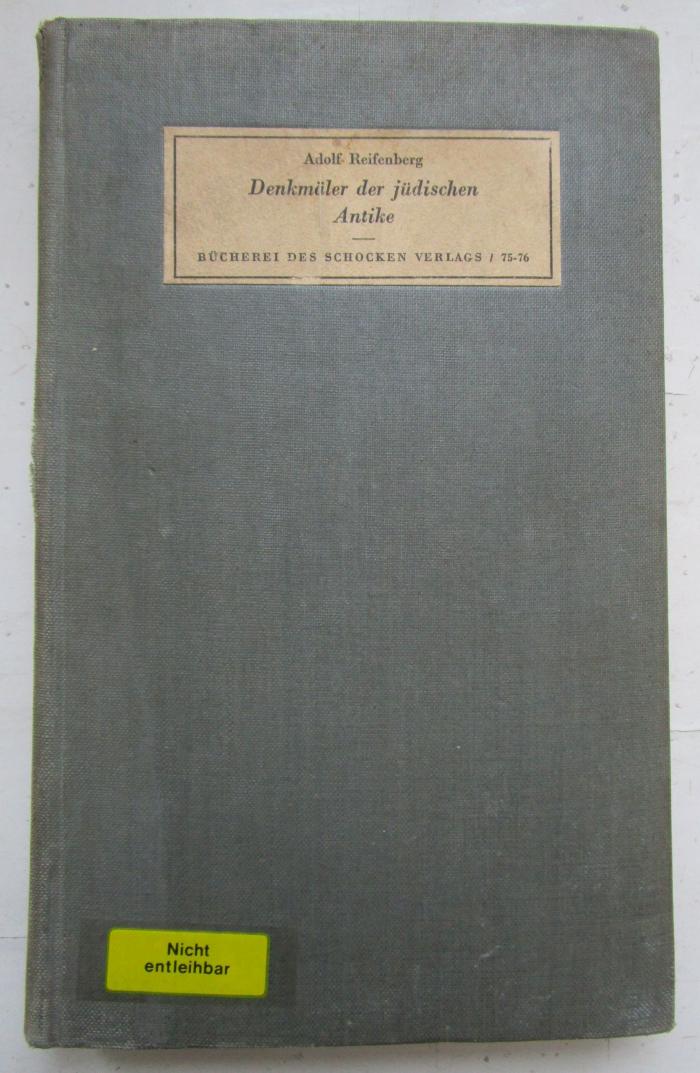 Adolf Reifenberg
Denkmäler der jüdischen
Antike
BÜCHEREI DES SCHOCKEN VERLAGS / 75-76
Nicht
entleihbar